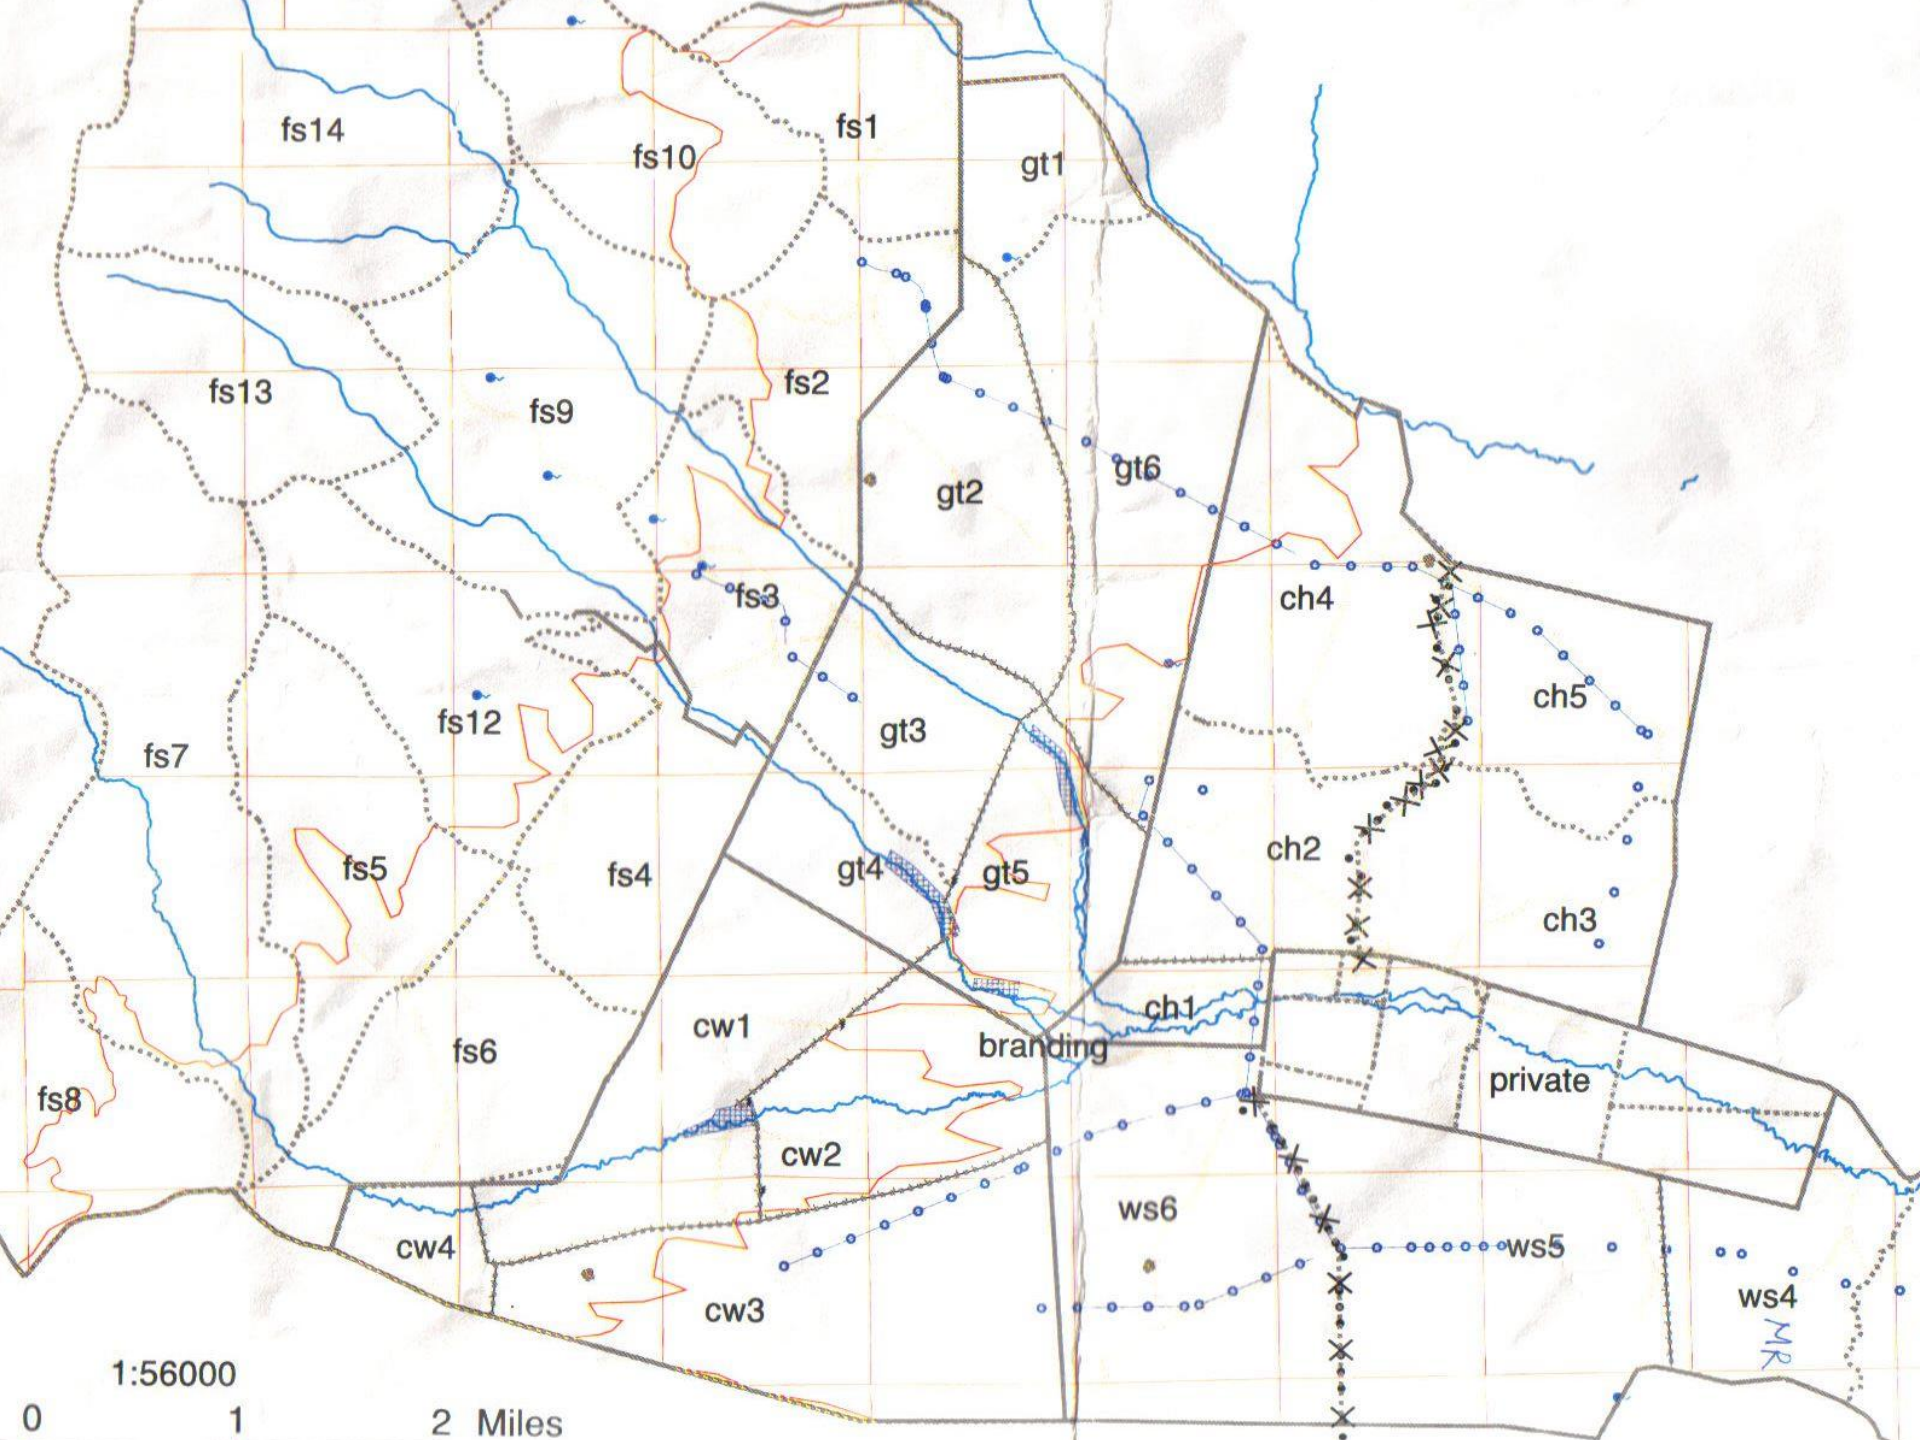 fs14
fs10
fs1
gt1
fs13
fs9
fs2
gt2
gt6
fs3
ch4
fs12
gt3
ch5
fs7
fs5
fs4
gt4
gt5
ch2
ch3
cw1
ch1
fs6
branding
private
fs8
cw2
ws6
cw4
ws5
cw3
ws4
MR
1:56000
0 1 2 Miles